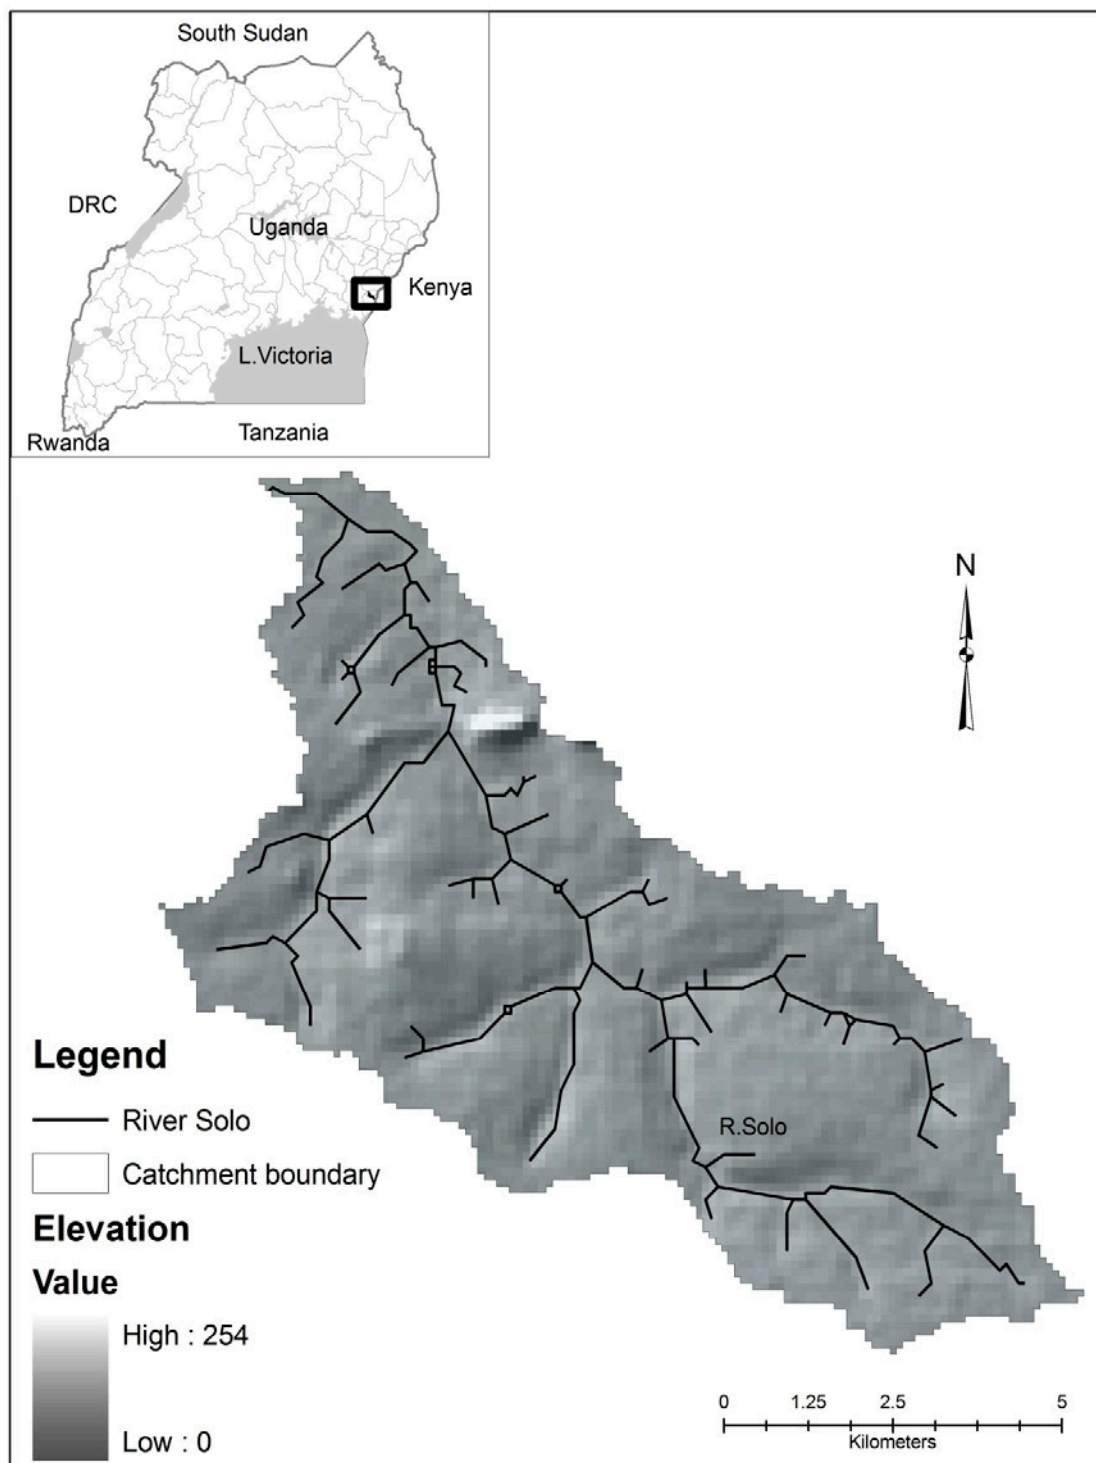 South Sudan
DRC
Uganda
Kenya
L.Victoria
Rwanda
Tanzania
N
Legend
River Solo
Catchment boundary
R.Solo
Elevation
Value
High : 254
Low : 0
0 1.25 2.5 5
Kilometers